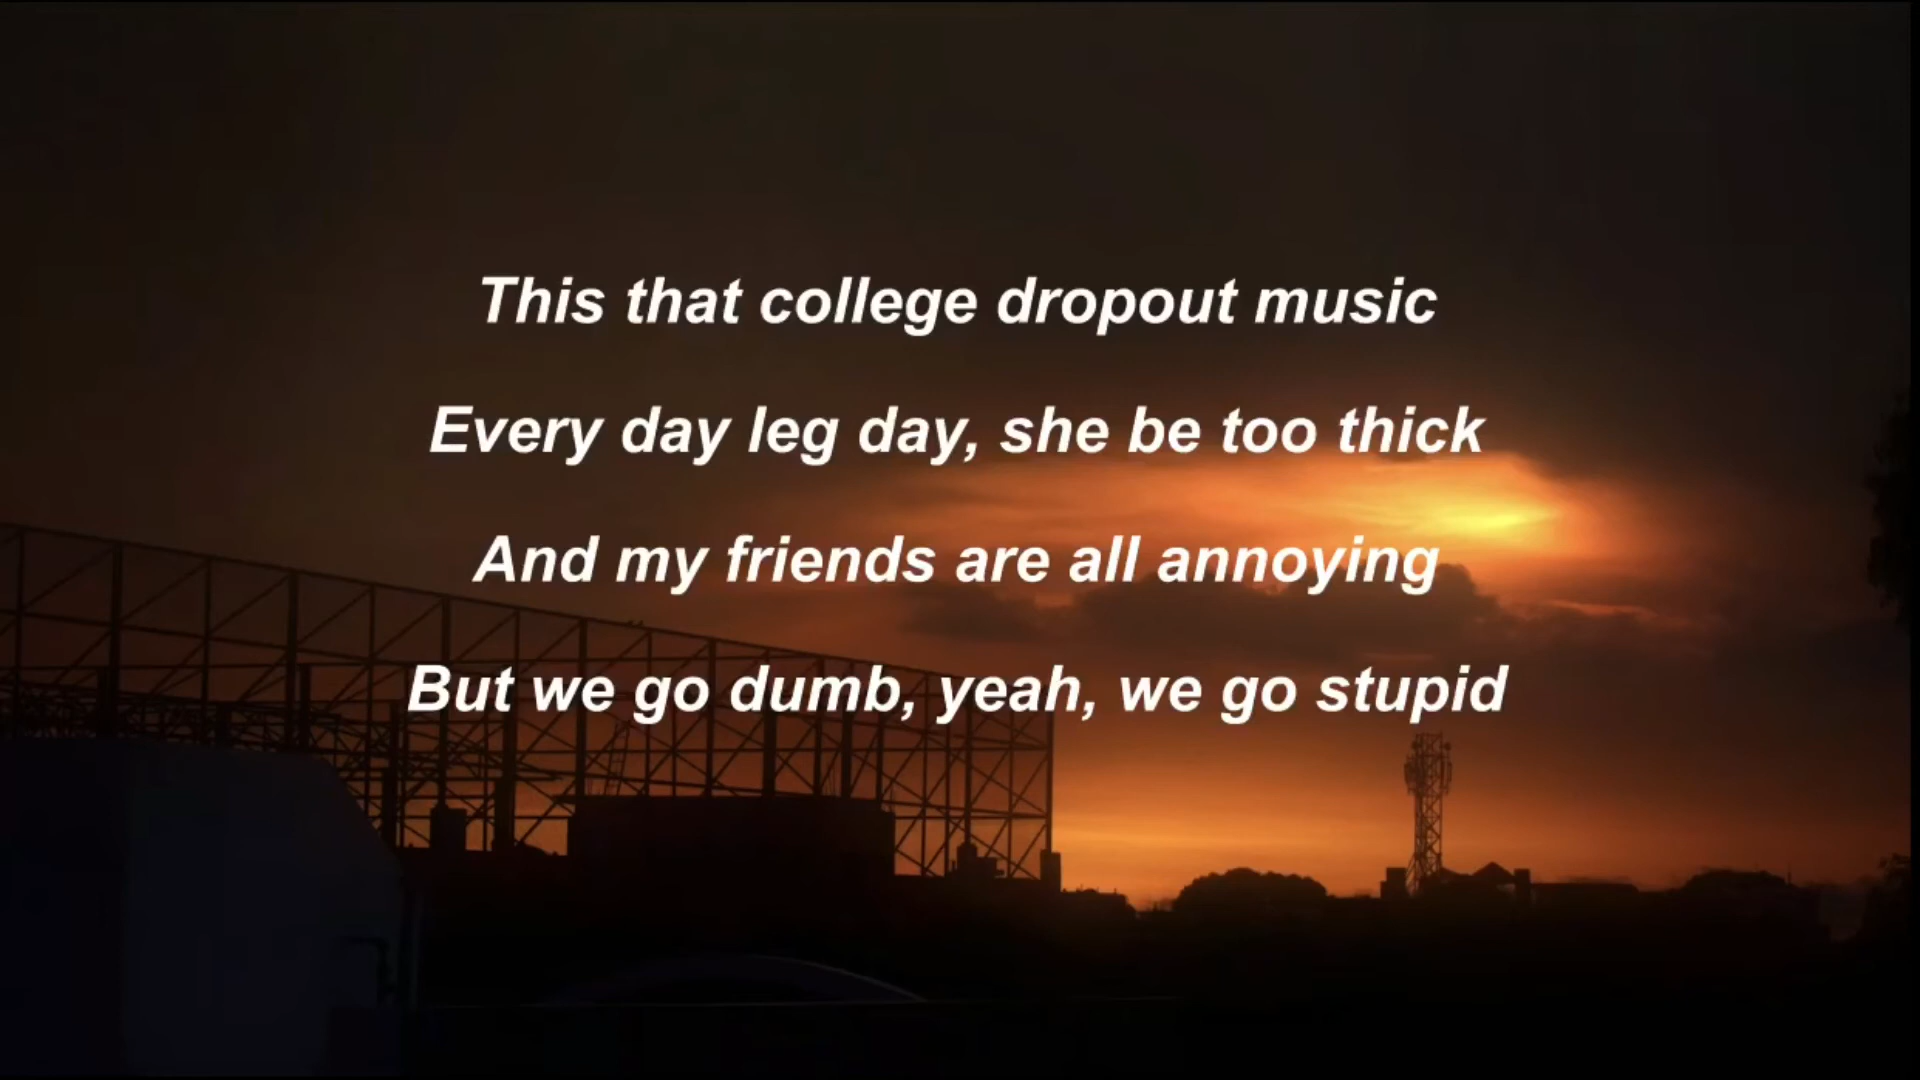 This that college dropout music
Every day leg day, she be too thick
And my friends are all annoying
But we go dumb, yeah, we go stupid